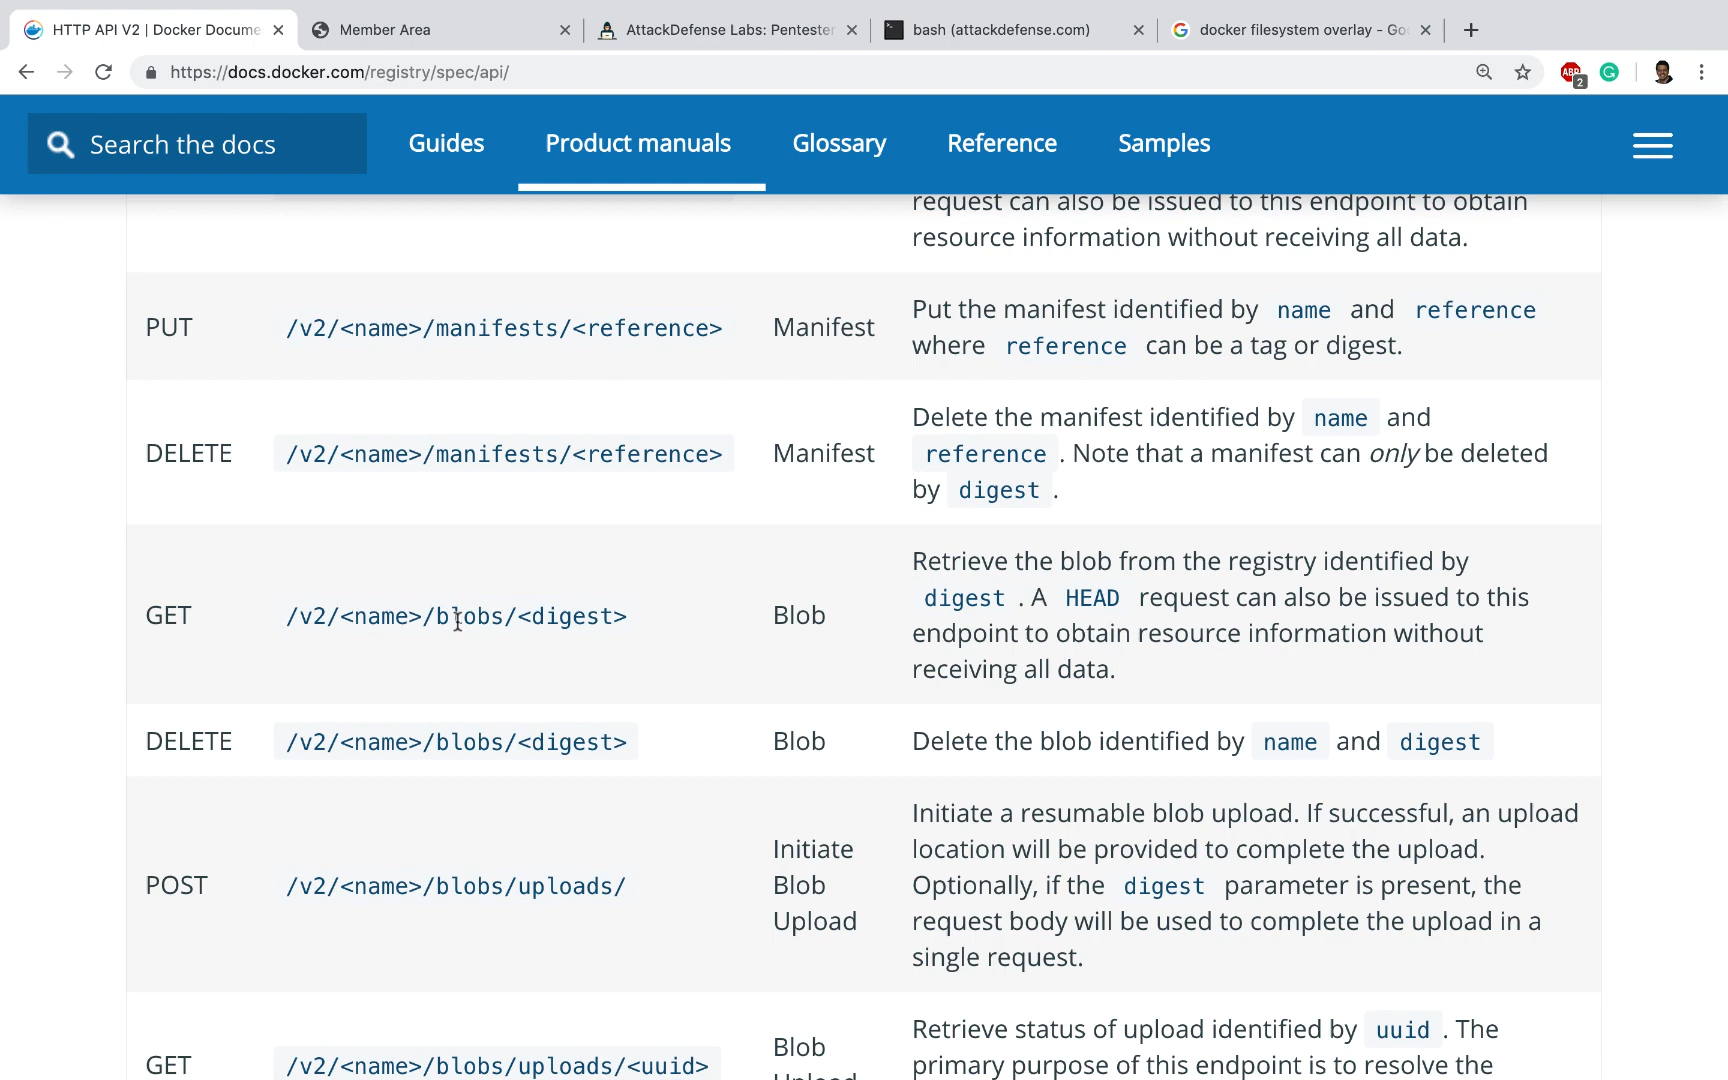 HTTP API V2 | Docker Docume
Member Area
AttackDefense Labs: Pentester
bash (attackdefense.com)
docker filesystem overlay - Goo
https://docs.docker.com/registry/spec/api/
ABP
2
Search the docs
Guides
Product manuals
Glossary
Reference
Samples
request can also be issued to this endpoint to obtain
resource information without receiving all data.
PUT
/v2/<name>/manifests/<reference>
Manifest
Put the manifest identified by name and reference
where reference can be a tag or digest.
DELETE
/v2/<name>/manifests/<reference>
Manifest
Delete the manifest identified by name and
reference . Note that a manifest can only be deleted
by digest .
GET
/v2/<name>/blobs/<digest>
Blob
Retrieve the blob from the registry identified by
digest . A HEAD request can also be issued to this
endpoint to obtain resource information without
receiving all data.
DELETE
/v2/<name>/blobs/<digest>
Blob
Delete the blob identified by name and digest
POST
/v2/<name>/blobs/uploads/
Initiate
Blob
Upload
Initiate a resumable blob upload. If successful, an upload
location will be provided to complete the upload.
Optionally, if the digest parameter is present, the
request body will be used to complete the upload in a
single request.
GET
/v2/<name>/blobs/uploads/<uuid>
Blob
Upload
Retrieve status of upload identified by uuid . The
primary purpose of this endpoint is to resolve the